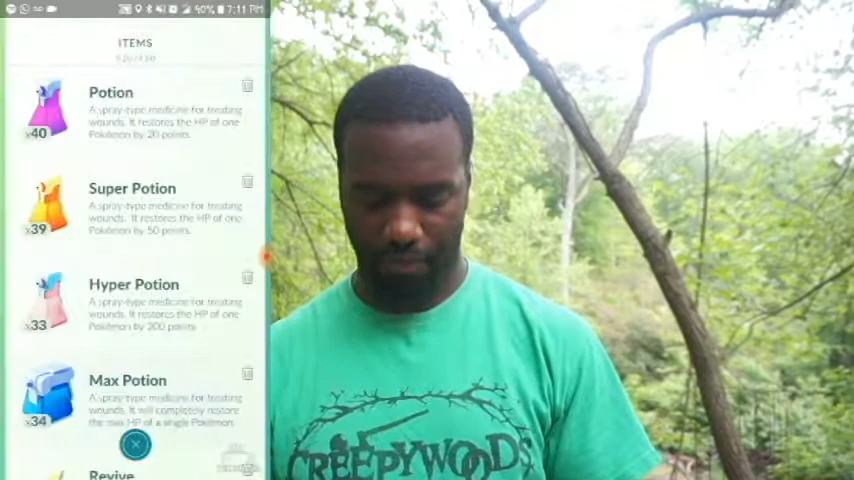 90% 7:11 PM
ITEMS
Potion
A spray-type medicine for treating
wounds. It restores the HP of one
Pokémon by 20 points.
x40
Super Potion
A spray-type medicine for treating
wounds. It restores the HP of one
Pokémon by 50 points.
x39
Hyper Potion
A spray-type medicine for treating
wounds. It restores the HP of one
Pokémon by 200 points.
x33
Max Potion
A spray-type medicine for treating
wounds. It will completely restore
the max HP of a single Pokémon.
x34
Revive
CREEPYWOODS